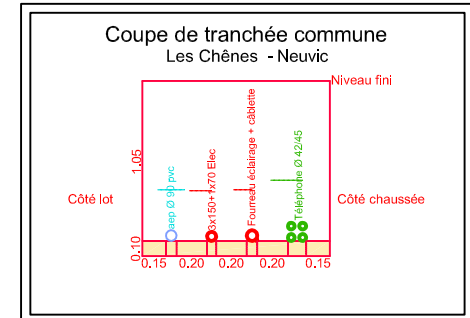 Coupe de tranchée commune
Les Chênes - Neuvic
Niveau fini
aep Ø 90 pvc
3x150+1x70 Elec
Fourreau éclairage + câblette
Téléphone Ø 42/45
1.05
Côté lot
Côté chaussée
0.10
0.15 0.20 0.20 0.20 0.15